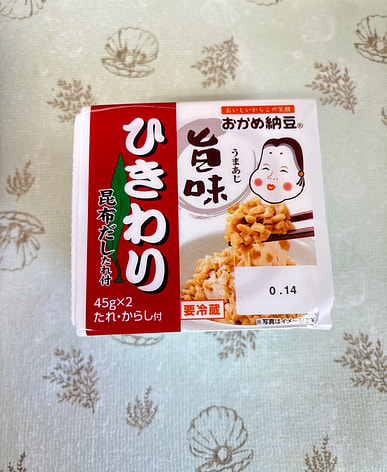 おいしいからこの笑顔
おかめ納豆®
旨味
うまあじ
ひきわり
昆布だしたれ付
45g×2
たれ・からし付
要冷蔵
0.14
※写真はイメージで